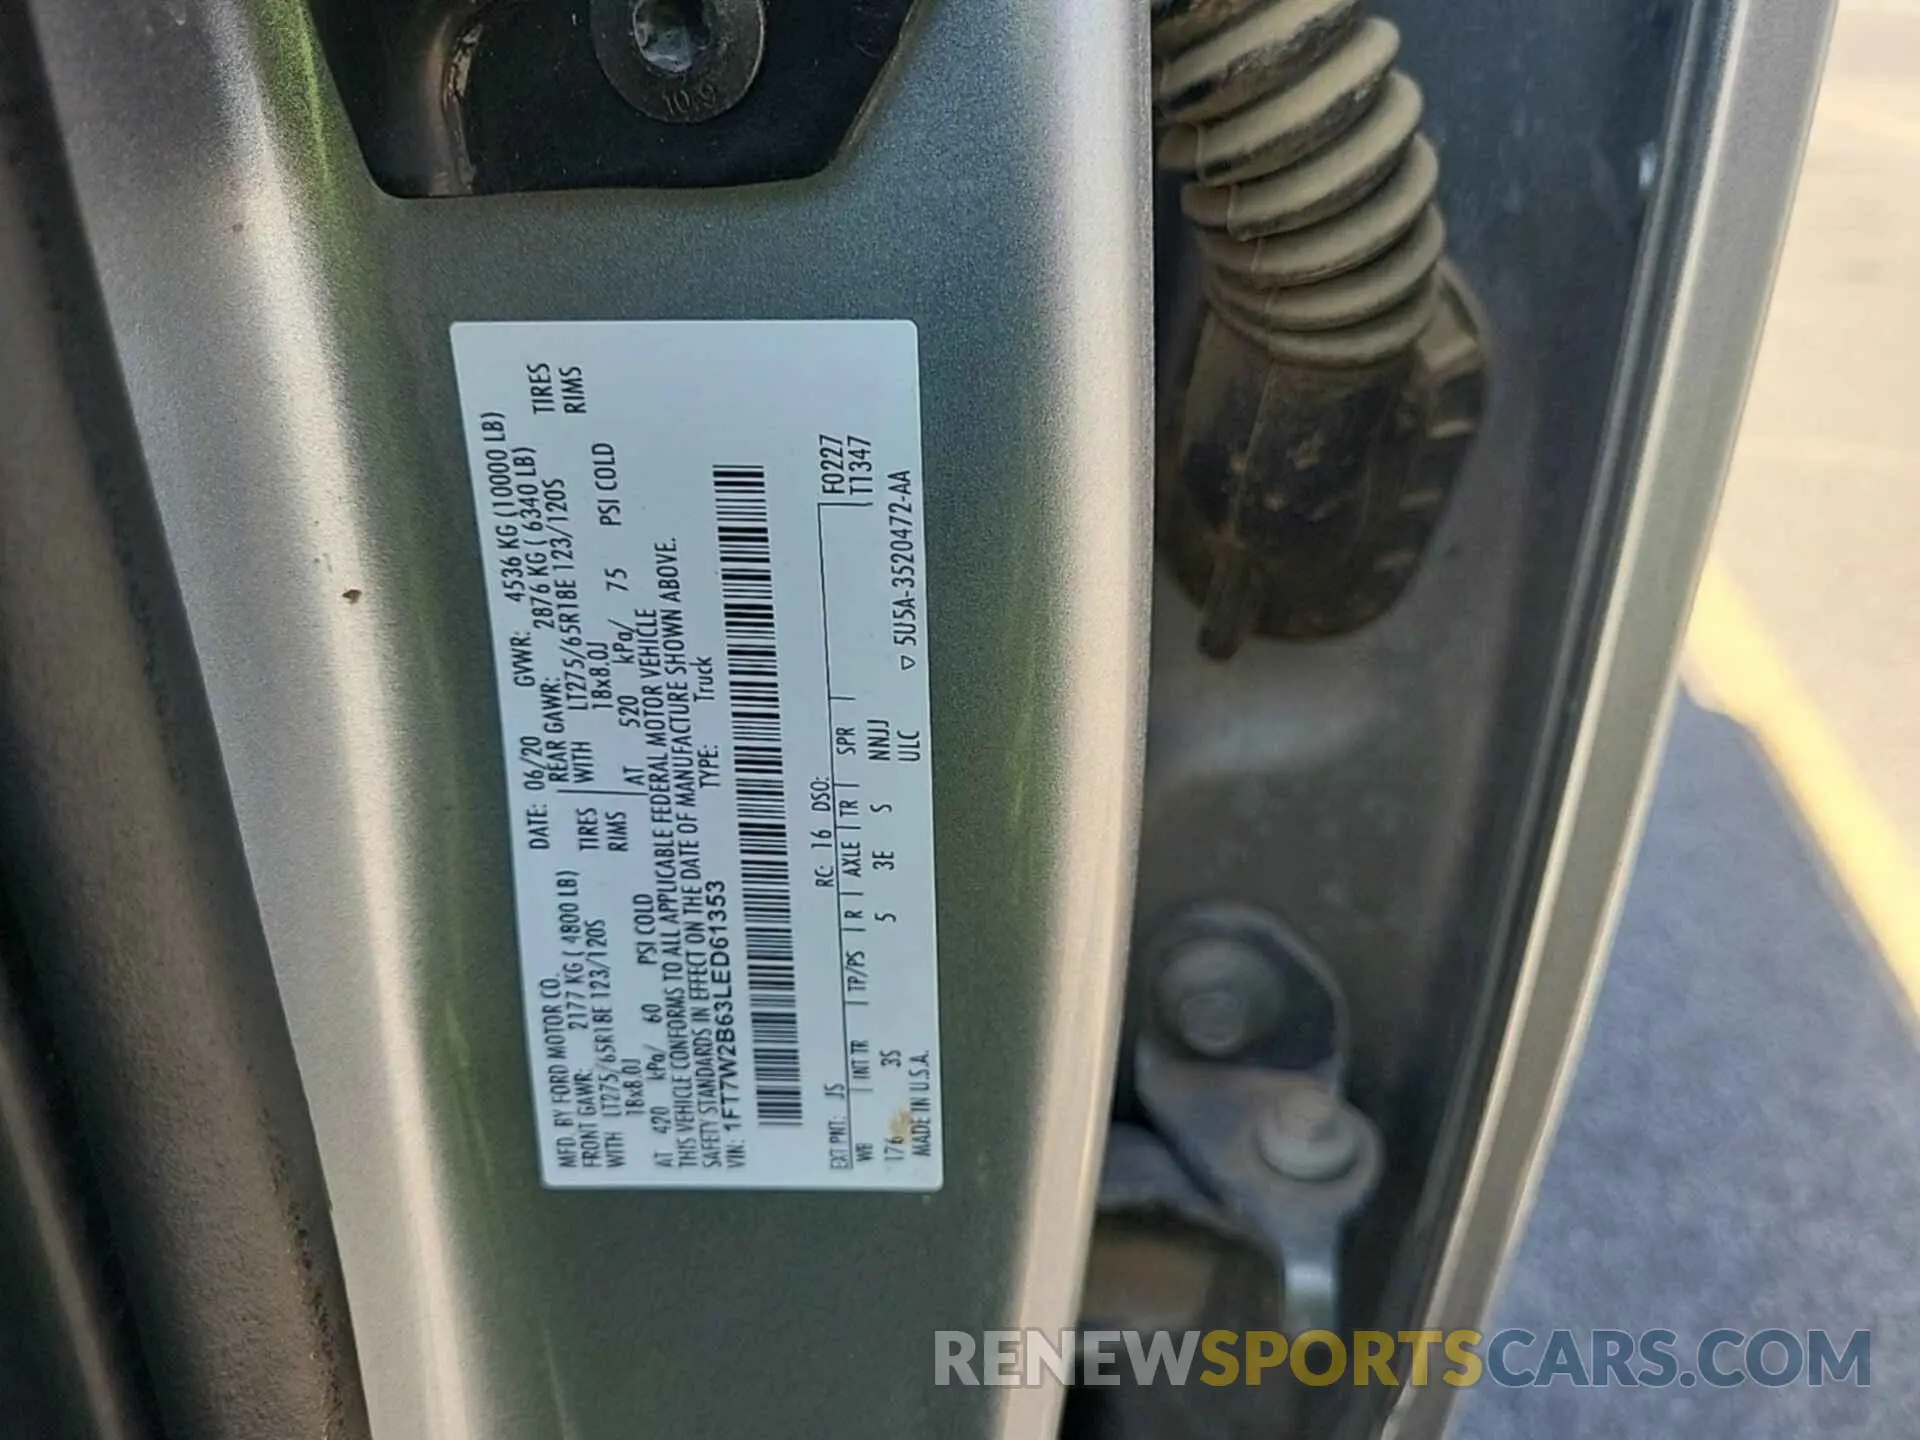 10.9
MFD. BY FORD MOTOR CO. DATE: 06/20 GVWR: 4536 KG (10000 LB)
FRONT GAWR: 2177 KG ( 4800 LB) REAR GAWR: 2876 KG ( 6340 LB)
WITH LT275/65R18E 123/120S TIRES WITH LT275/65R18E 123/120S TIRES
18x8.0J RIMS 18x8.0J RIMS
AT 420 kPa/ 60 PSI COLD AT 520 kPa/ 75 PSI COLD
THIS VEHICLE CONFORMS TO ALL APPLICABLE FEDERAL MOTOR VEHICLE
SAFETY STANDARDS IN EFFECT ON THE DATE OF MANUFACTURE SHOWN ABOVE.
VIN: 1FT7W2B63LED61353 TYPE: Truck
EXT PNT: JS RC: 16 DSO: F0227
WB INT TR TP/PS R AXLE TR SPR T1347
176 3S 5 3E S NNJJ
MADE IN U.S.A. ULC ▽ 5U5A-3520472-AA
RENEWSPORTSCARS.COM